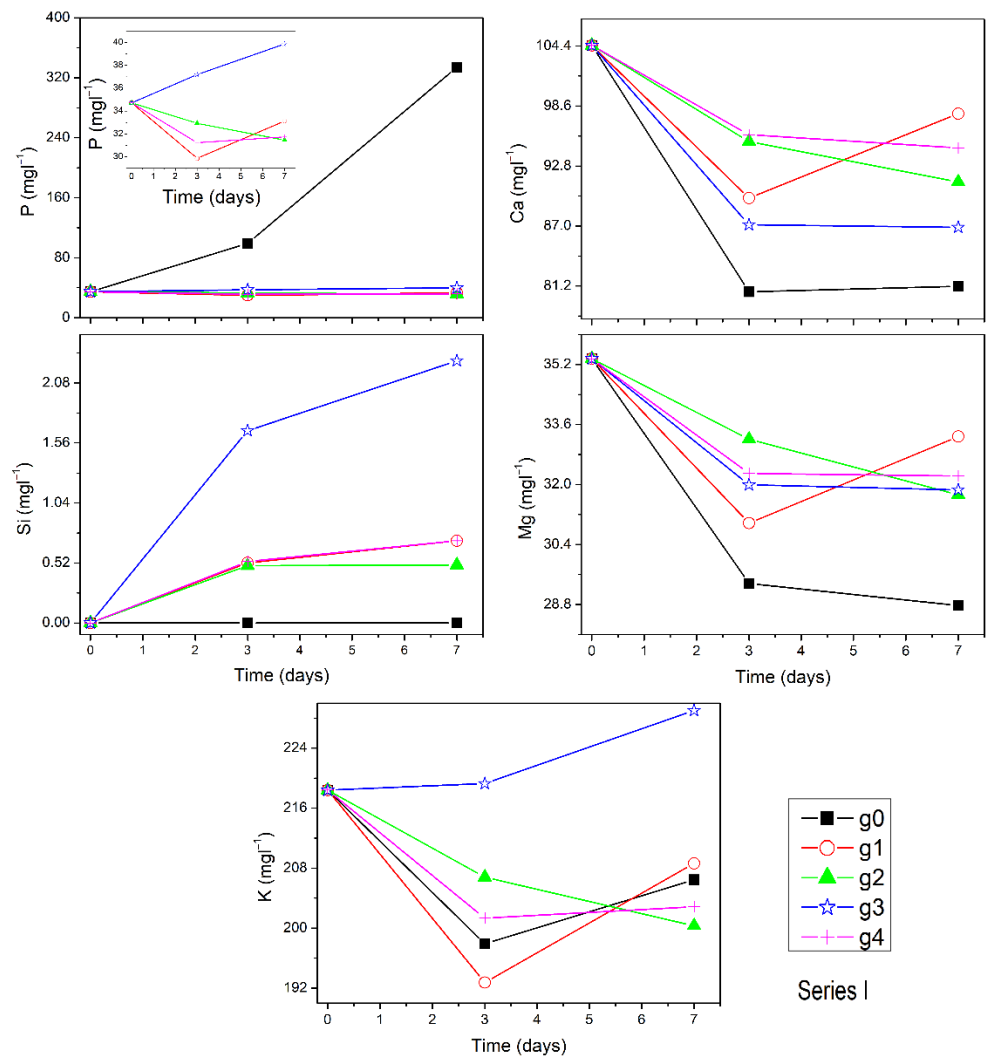 400
320
240
160
80
0
P (mgl⁻¹)
40
38
36
34
32
30
P (mgl⁻¹)
0 1 2 3 4 5 6 7
Time (days)
104.4
98.6
92.8
87.0
81.2
Ca (mgl⁻¹)
2.08
1.56
1.04
0.52
0.00
Si (mgl⁻¹)
0 1 2 3 4 5 6 7
Time (days)
35.2
33.6
32.0
30.4
28.8
Mg (mgl⁻¹)
0 1 2 3 4 5 6 7
Time (days)
224
216
208
200
192
K (mgl⁻¹)
0 1 2 3 4 5 6 7
Time (days)
g0
g1
g2
g3
g4
Series I